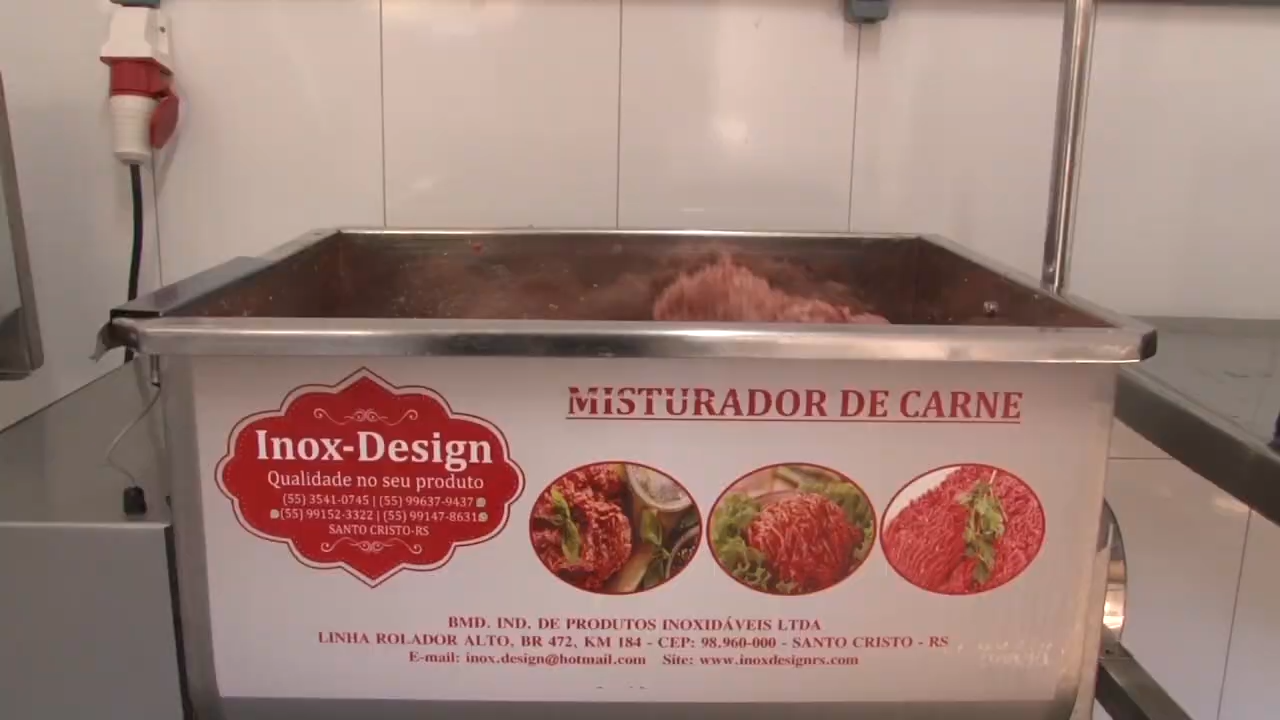 MISTURADOR DE CARNE
Inox-Design
Qualidade no seu produto
(55) 3541-0745 | (55) 99637-9437
(55) 99152-3322 | (55) 99147-8631
SANTO CRISTO-RS
BMD. IND. DE PRODUTOS INOXIDÁVEIS LTDA
LINHA ROLADOR ALTO, BR 472, KM 184 - CEP: 98.960-000 - SANTO CRISTO - RS
E-mail: inox.design@hotmail.com Site: www.inoxdesignrs.com